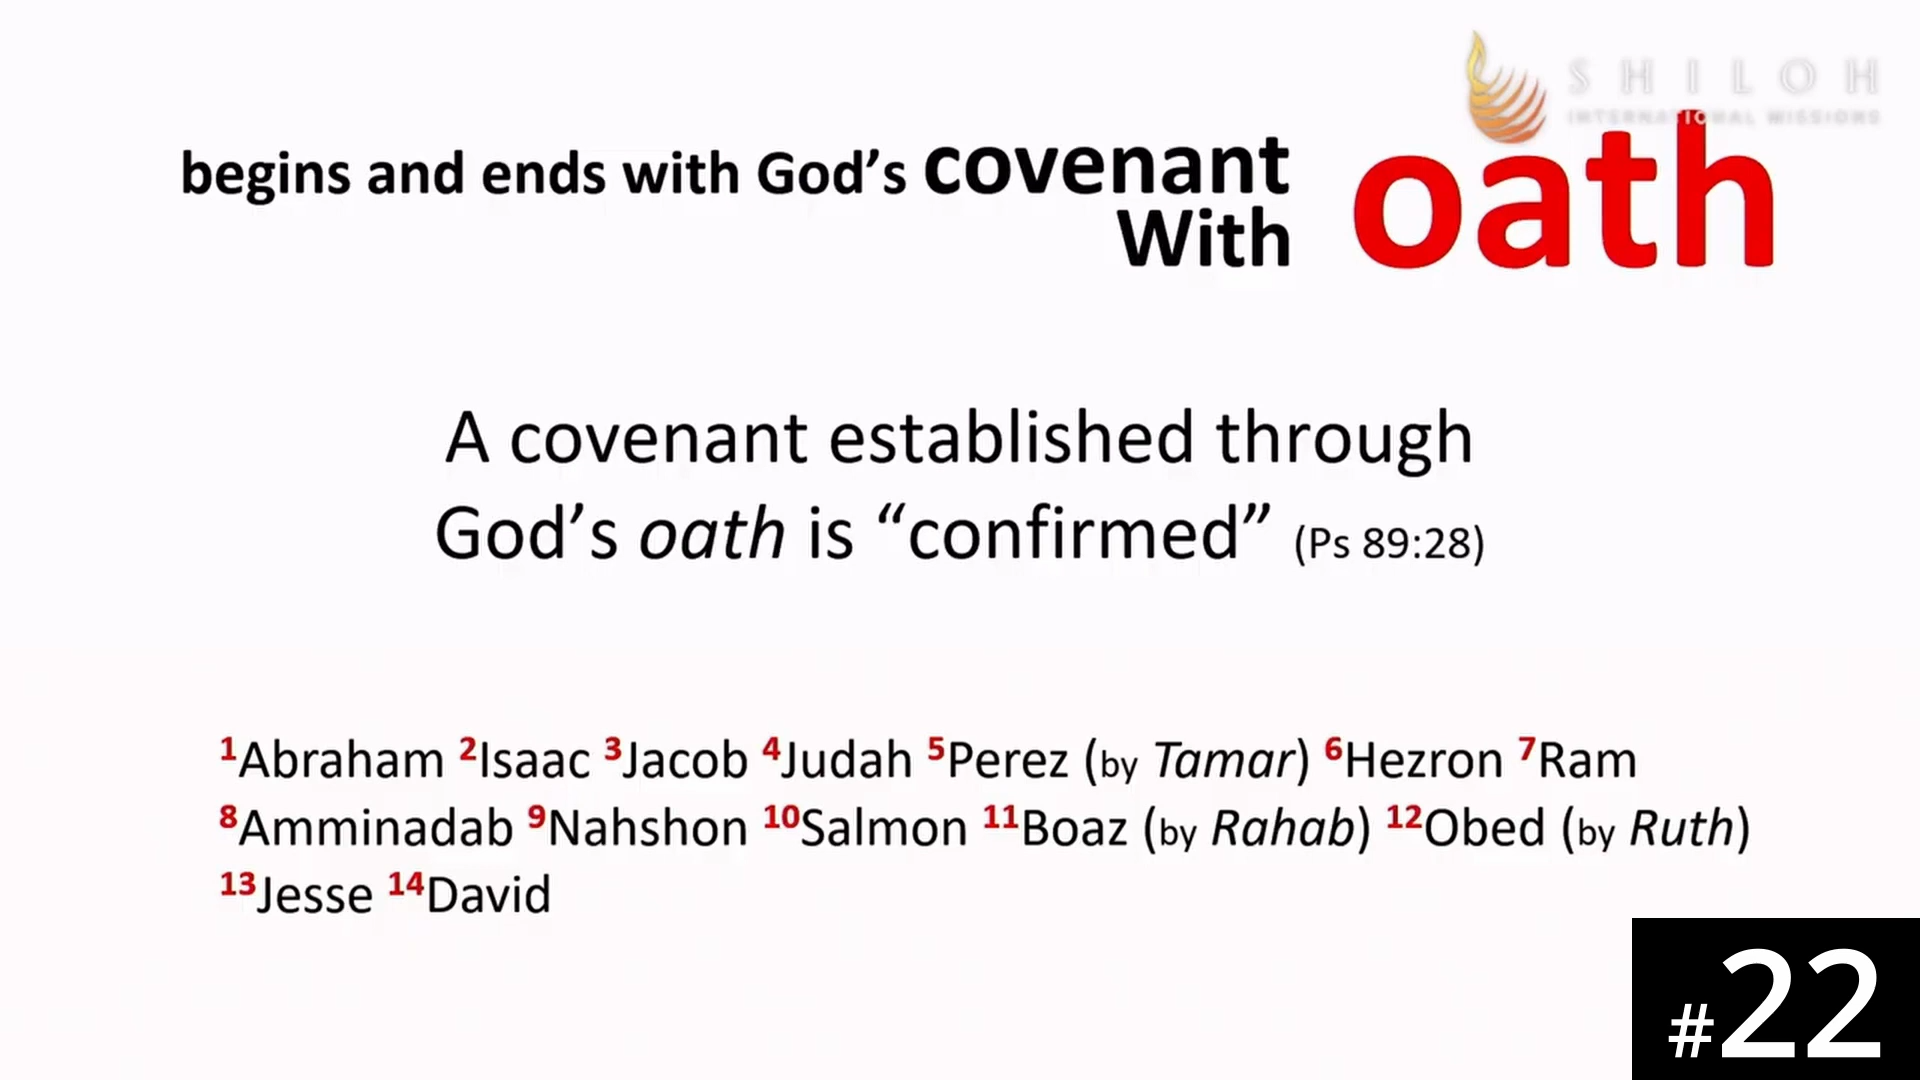 SHILOH
INTERNATIONAL MISSIONS
begins and ends with God’s covenant
With oath
A covenant established through
God’s oath is “confirmed” (Ps 89:28)
1Abraham 2Isaac 3Jacob 4Judah 5Perez (by Tamar) 6Hezron 7Ram
8Amminadab 9Nahshon 10Salmon 11Boaz (by Rahab) 12Obed (by Ruth)
13Jesse 14David
#22